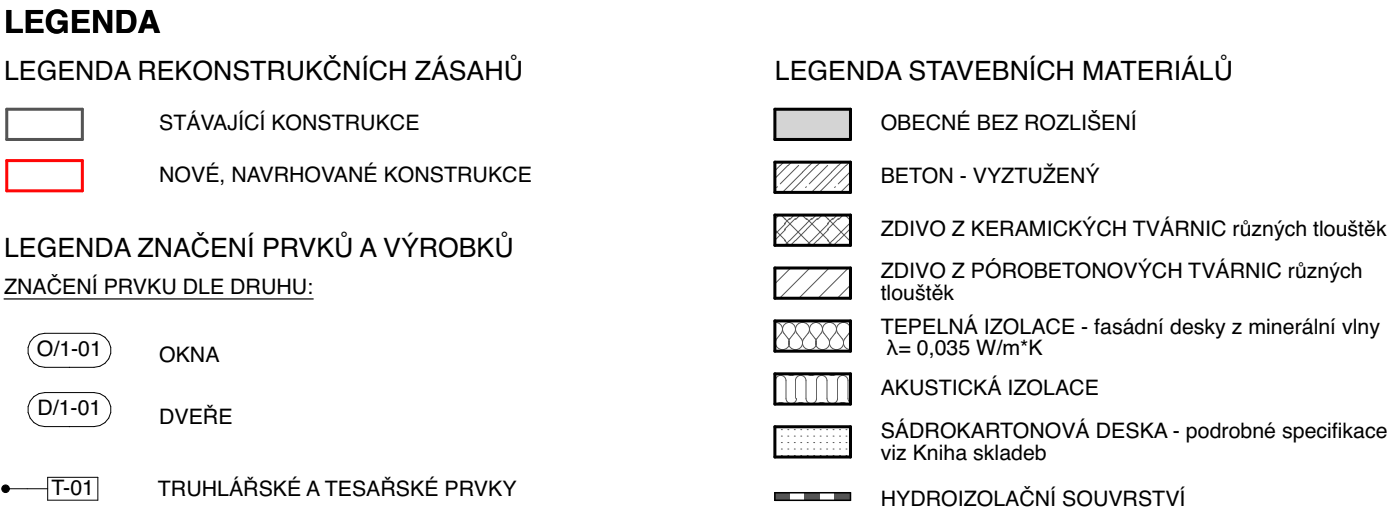 LEGENDA
LEGENDA REKONSTRUKČNÍCH ZÁSAHŮ
STÁVAJÍCÍ KONSTRUKCE
NOVÉ, NAVRHOVANÉ KONSTRUKCE
LEGENDA ZNAČENÍ PRVKŮ A VÝROBKŮ
ZNAČENÍ PRVKU DLE DRUHU:
O/1-01 OKNA
D/1-01 DVEŘE
T-01 TRUHLÁŘSKÉ A TESAŘSKÉ PRVKY
LEGENDA STAVEBNÍCH MATERIÁLŮ
OBECNÉ BEZ ROZLIŠENÍ
BETON - VYZTUŽENÝ
ZDIVO Z KERAMICKÝCH TVÁRNIC různých tlouštěk
ZDIVO Z PÓROBETONOVÝCH TVÁRNIC různých
tlouštěk
TEPELNÁ IZOLACE - fasádní desky z minerální vlny
λ= 0,035 W/m*K
AKUSTICKÁ IZOLACE
SÁDROKARTONOVÁ DESKA - podrobné specifikace
viz Kniha skladeb
HYDROIZOLAČNÍ SOUVRSTVÍ